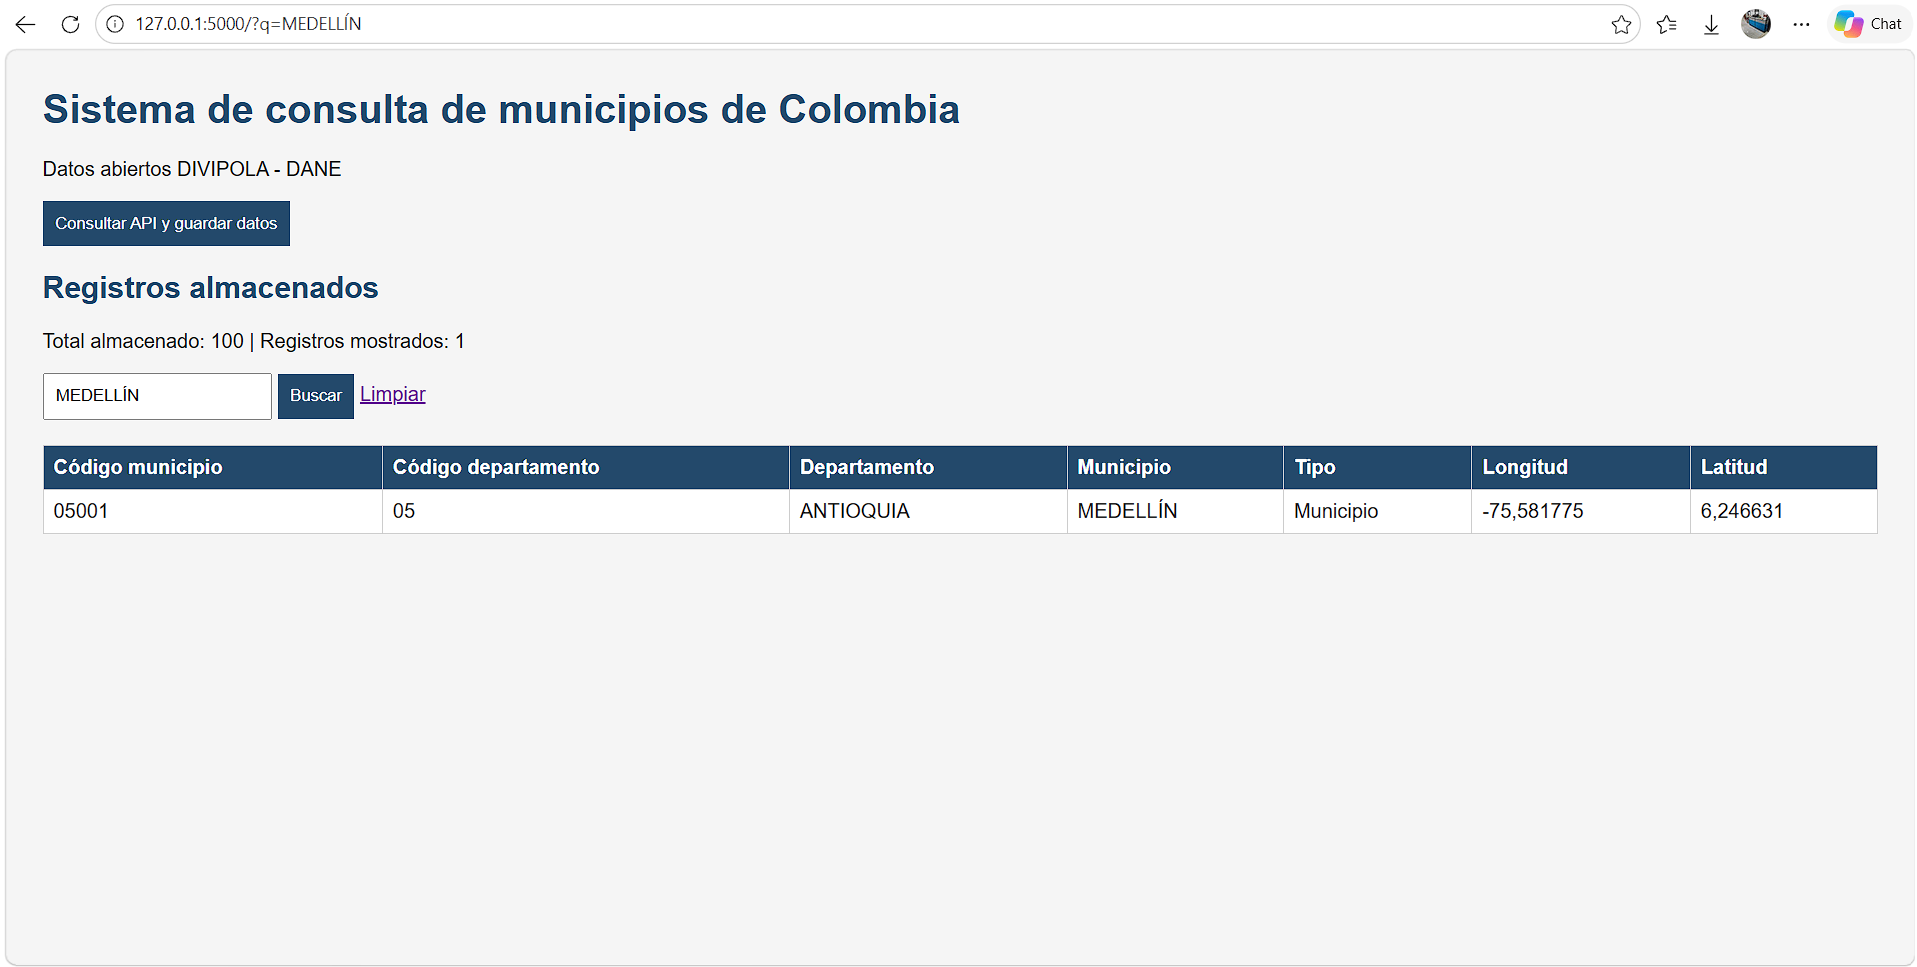 127.0.0.1:5000/?q=MEDELLÍN
Chat
Sistema de consulta de municipios de Colombia
Datos abiertos DIVIPOLA - DANE
Consultar API y guardar datos
Registros almacenados
Total almacenado: 100 | Registros mostrados: 1
MEDELLÍN Buscar Limpiar
Código municipio Código departamento Departamento Municipio Tipo Longitud Latitud
05001 05 ANTIOQUIA MEDELLÍN Municipio -75,581775 6,246631